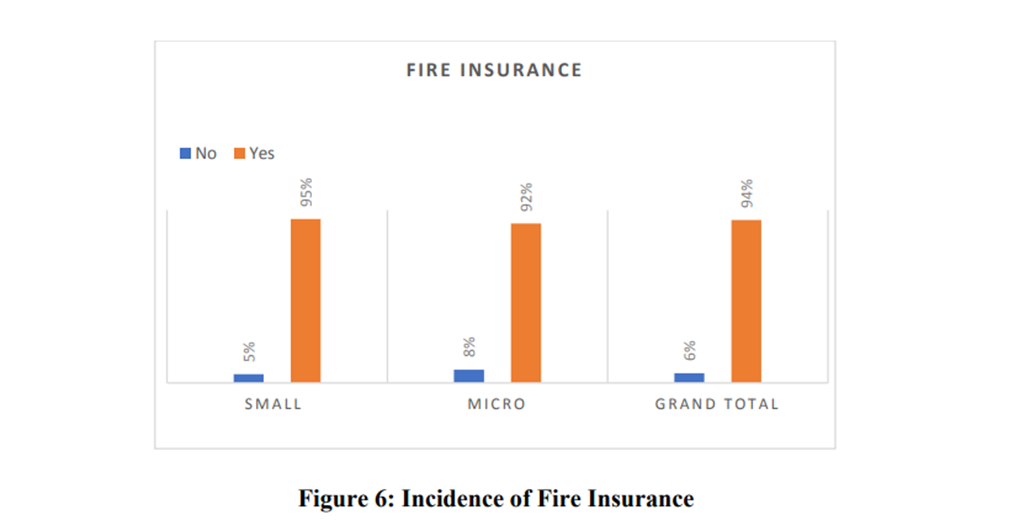 FIRE INSURANCE
No Yes
95% 92% 94%
5% 8% 6%
SMALL MICRO GRAND TOTAL
Figure 6: Incidence of Fire Insurance